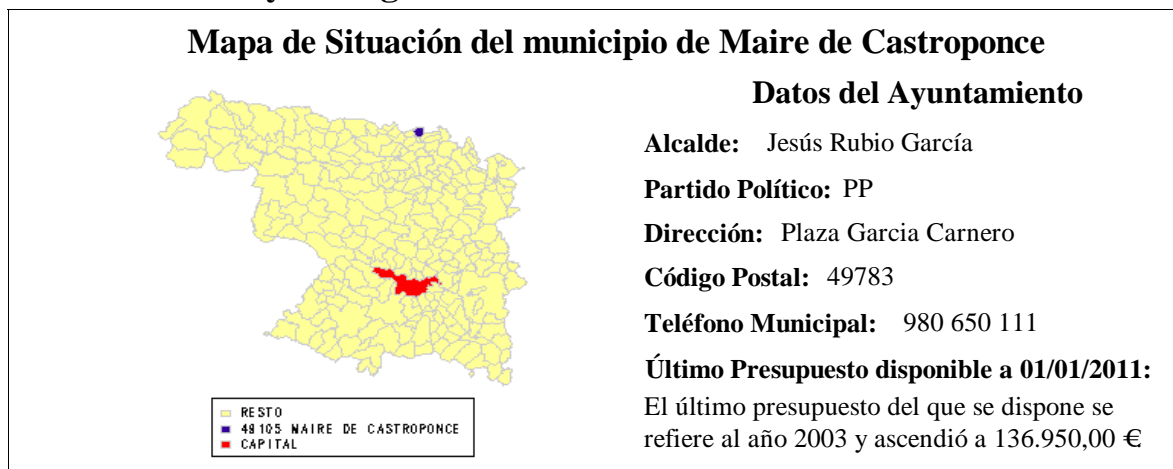 Mapa de Situación del municipio de Maire de Castroponce
Datos del Ayuntamiento
Alcalde: Jesús Rubio García
Partido Político: PP
Dirección: Plaza Garcia Carnero
Código Postal: 49783
Teléfono Municipal: 980 650 111
Último Presupuesto disponible a 01/01/2011:
El último presupuesto del que se dispone se
refiere al año 2003 y ascendió a 136.950,00 €
RESTO
49105 MAIRE DE CASTROPONCE
CAPITAL